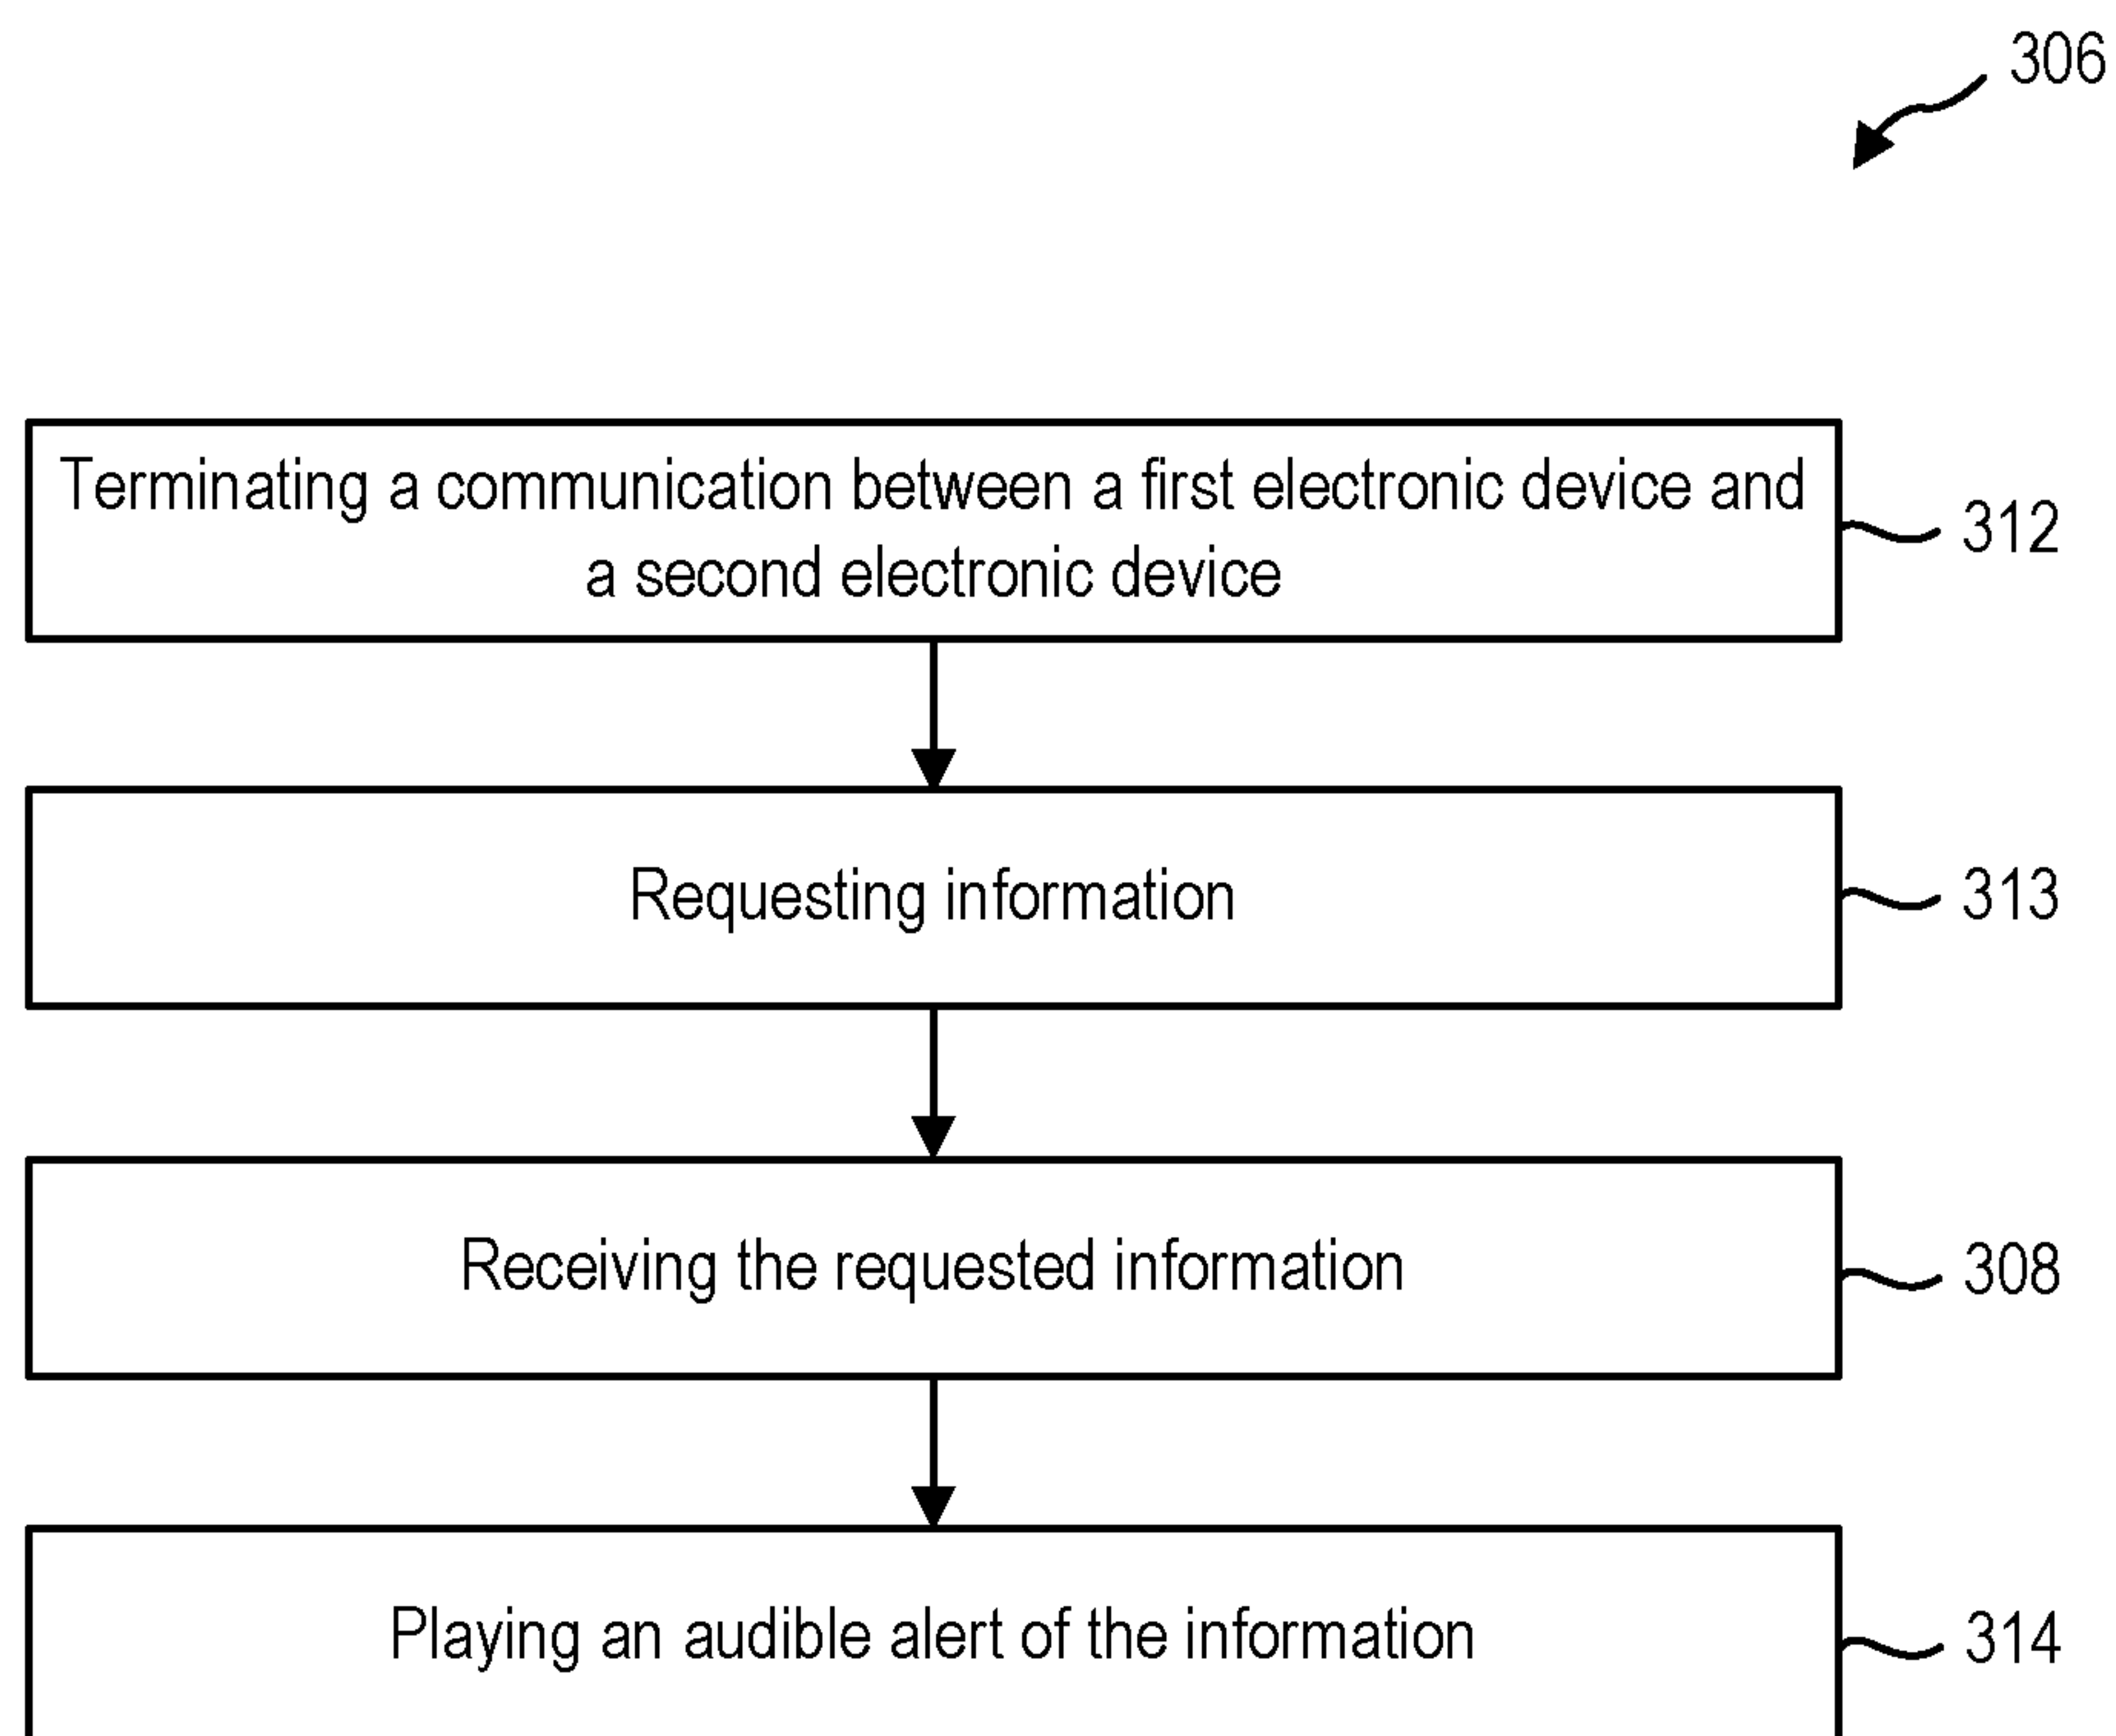 306
Terminating a communication between a first electronic device and
a second electronic device
312
Requesting information
313
Receiving the requested information
308
Playing an audible alert of the information
314